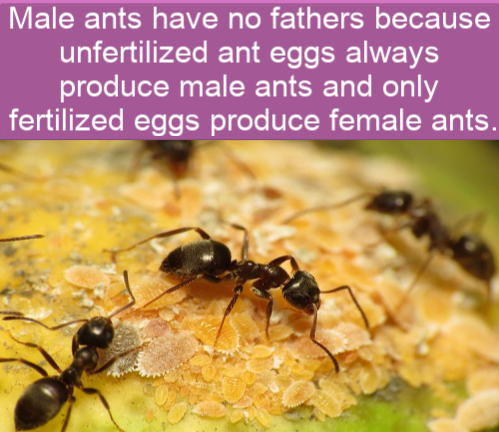 Male ants have no fathers because
unfertilized ant eggs always
produce male ants and only
fertilized eggs produce female ants.